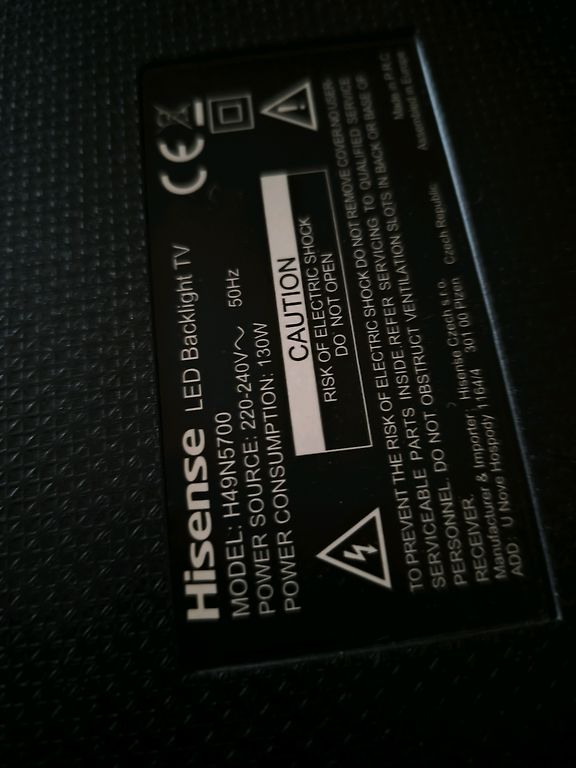 Hisense LED Backlight TV
MODEL: H49N5700
POWER SOURCE: 220-240V~ 50Hz
POWER CONSUMPTION: 130W
CE
CAUTION
RISK OF ELECTRIC SHOCK
DO NOT OPEN
TO PREVENT THE RISK OF ELECTRIC SHOCK DO NOT REMOVE COVER NO USER-
SERVICEABLE PARTS INSIDE.REFER SERVICING TO QUALIFIED SERVICE
PERSONNEL. DO NOT OBSTRUCT VENTILATION SLOTS IN BACK OR BASE OF
RECEIVER.
Manufacturer & Importer: Hisense Czech s.r.o. Made in P.R.C
ADD: U Nove Hospody 1164/4 301 00 Plzen Czech Republic Assembled in Europe